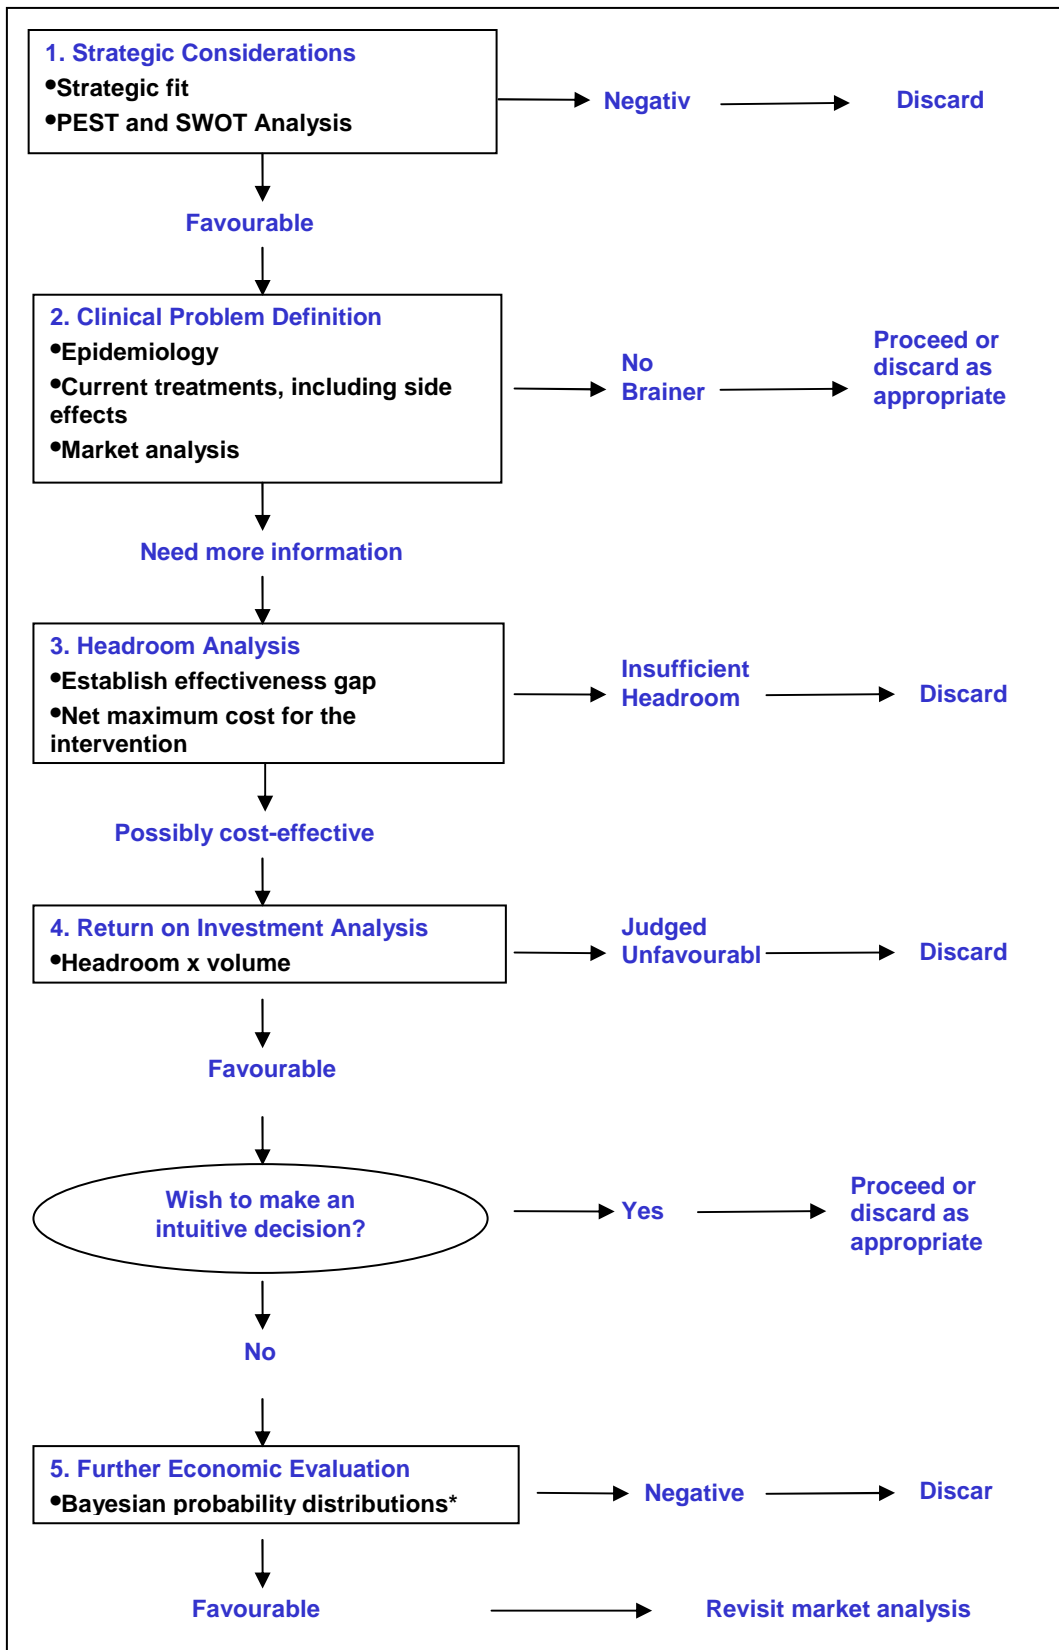 1. Strategic Considerations
•Strategic fit
•PEST and SWOT Analysis
Negativ
Discard
Favourable
2. Clinical Problem Definition
•Epidemiology
•Current treatments, including side
effects
•Market analysis
No
Brainer
Proceed or
discard as
appropriate
Need more information
3. Headroom Analysis
•Establish effectiveness gap
•Net maximum cost for the
intervention
Insufficient
Headroom
Discard
Possibly cost-effective
4. Return on Investment Analysis
•Headroom x volume
Judged
Unfavourabl
Discard
Favourable
Wish to make an
intuitive decision?
Yes
Proceed or
discard as
appropriate
No
5. Further Economic Evaluation
•Bayesian probability distributions*
Negative
Discar
Favourable
Revisit market analysis